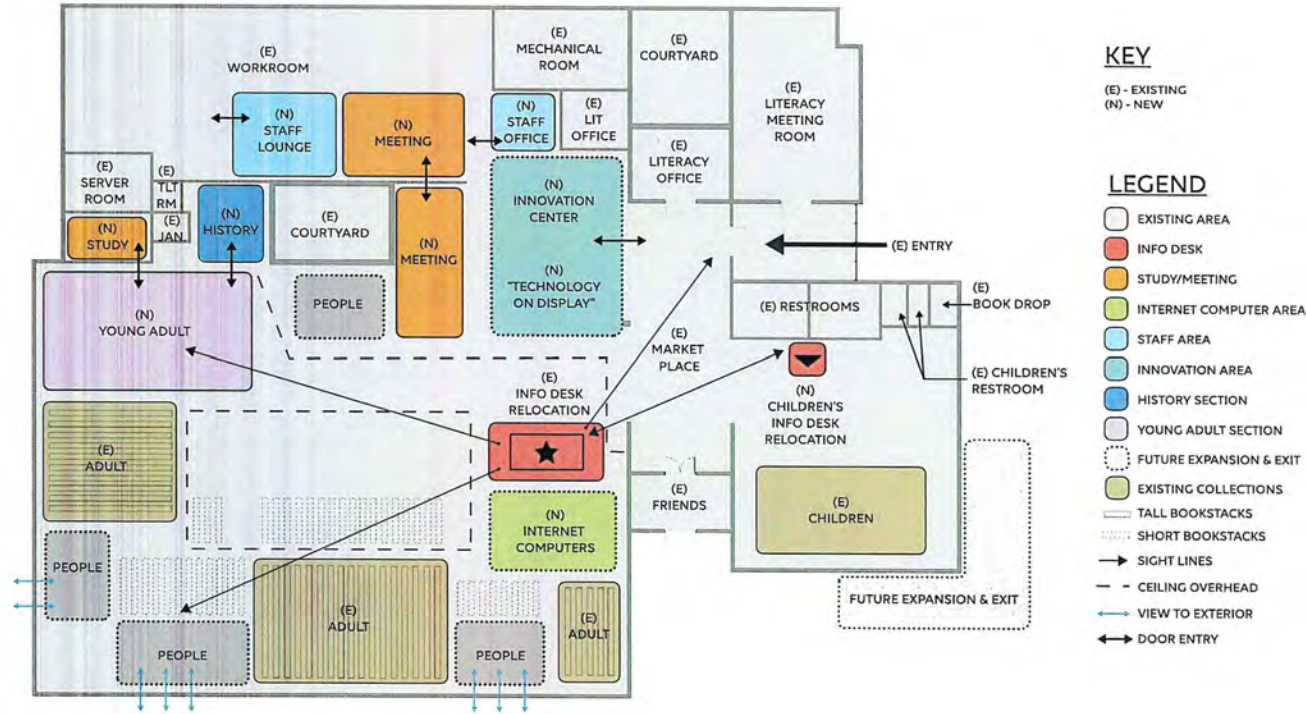 (E)
WORKROOM
(E)
MECHANICAL
ROOM
(E)
COURTYARD
(E)
LITERACY
MEETING
ROOM
(N)
STAFF
LOUNGE
(N)
MEETING
(N)
STAFF
OFFICE
(E)
LIT
OFFICE
(E)
LITERACY
OFFICE
(E)
SERVER
ROOM
(E)
TLT
RM
(E)
JAN.
(N)
STUDY
(N)
HISTORY
(E)
COURTYARD
(N)
MEETING
(N)
INNOVATION
CENTER
(N)
"TECHNOLOGY
ON DISPLAY"
(E) ENTRY
PEOPLE
(N)
YOUNG ADULT
(E) RESTROOMS
(E)
BOOK DROP
(E)
MARKET
PLACE
(E) CHILDREN'S
RESTROOM
(E)
INFO DESK
RELOCATION
(N)
CHILDREN'S
INFO DESK
RELOCATION
(E)
ADULT
(N)
INTERNET
COMPUTERS
(E)
FRIENDS
(E)
CHILDREN
PEOPLE
PEOPLE
(E)
ADULT
PEOPLE
(E)
ADULT
FUTURE EXPANSION & EXIT
KEY
(E) - EXISTING
(N) - NEW
LEGEND
EXISTING AREA
INFO DESK
STUDY/MEETING
INTERNET COMPUTER AREA
STAFF AREA
INNOVATION AREA
HISTORY SECTION
YOUNG ADULT SECTION
FUTURE EXPANSION & EXIT
EXISTING COLLECTIONS
TALL BOOKSTACKS
SHORT BOOKSTACKS
SIGHT LINES
CEILING OVERHEAD
VIEW TO EXTERIOR
DOOR ENTRY